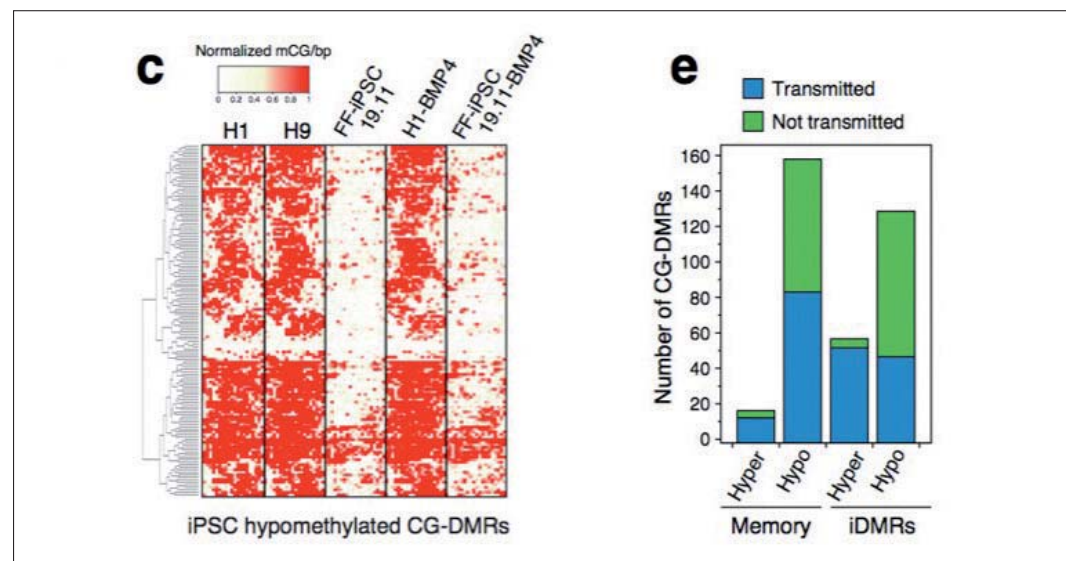 c
Normalized mCG/bp
0 0.2 0.4 0.6 0.8 1
H1
H9
FF-iPSC
19.11
H1-BMP4
FF-iPSC
19.11-BMP4
iPSC hypomethylated CG-DMRs
e
Transmitted
Not transmitted
Number of CG-DMRs
160
140
120
100
80
60
40
20
0
Hyper
Hypo
Hyper
Hypo
Memory
iDMRs